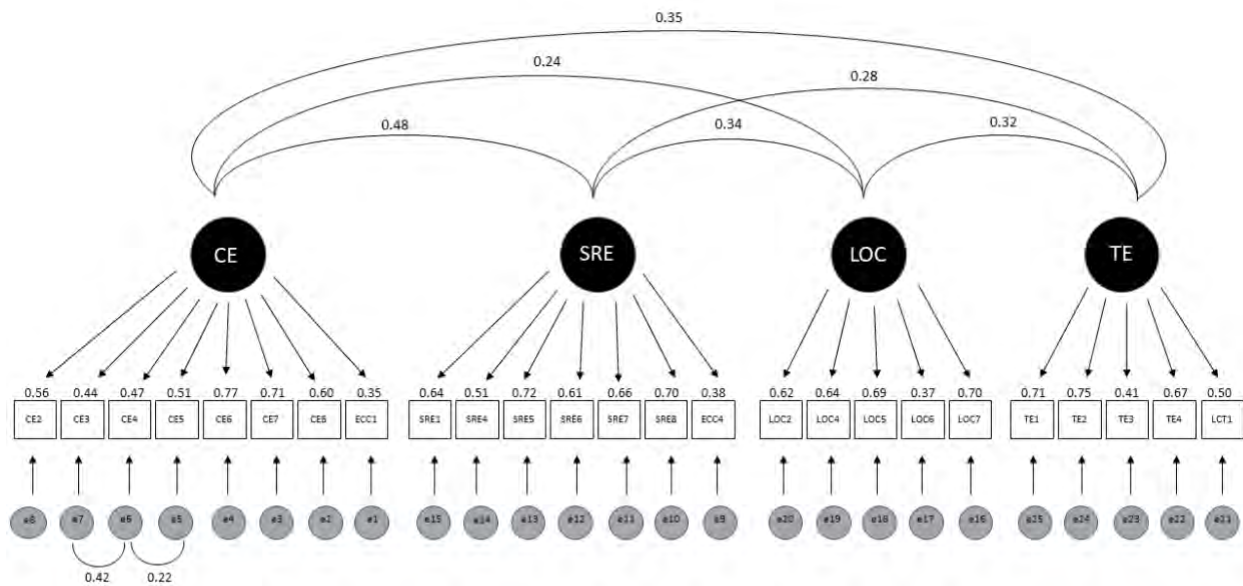 0.35
0.24
0.28
0.48
0.34
0.32
CE SRE LOC TE
0.56 0.44 0.47 0.51 0.77 0.71 0.60 0.35 0.64 0.51 0.72 0.61 0.66 0.70 0.38 0.62 0.64 0.69 0.37 0.70 0.71 0.75 0.41 0.67 0.50
CE2 CE3 CE4 CE5 CE6 CE7 CE8 ECC1 SRE1 SRE4 SRE5 SRE6 SRE7 SRE8 ECC4 LOC2 LOC4 LOC5 LOC6 LOC7 TE1 TE2 TE3 TE4 LCT1
e8 e7 e6 e5 e4 e3 e2 e1 e15 e14 e13 e12 e11 e10 e9 e20 e19 e18 e17 e16 e25 e24 e23 e22 e21
0.42 0.22